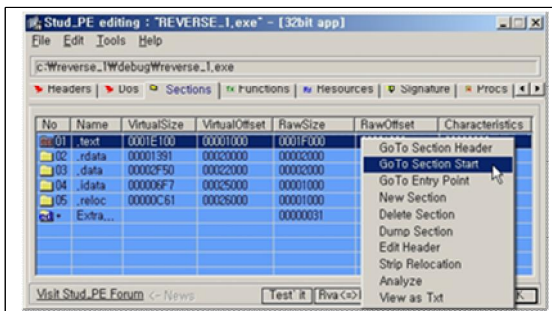 Stud_PE editing : "REVERSE_1,exe" - [32bit app]
File Edit Tools Help
c:₩reverse_1₩debug₩reverse_1,exe
Headers Dos Sections Functions Resources Signature Procs
No Name VirtualSize VirtualOffset RawSize RawOffset Characteristics
01 .text 0001E100 00001000 0001F000
02 .rdata 00001391 00020000 00002000
03 .data 00002F50 00022000 00002000
04 .idata 000006F7 00025000 00001000
05 .reloc 00000C61 00026000 00001000
Extra... 00000031
GoTo Section Header
GoTo Section Start
GoTo Entry Point
New Section
Delete Section
Dump Section
Edit Header
Strip Relocation
Analyze
View as Txt
Visit Stud_PE Forum <- News Test`it Rva<=> K